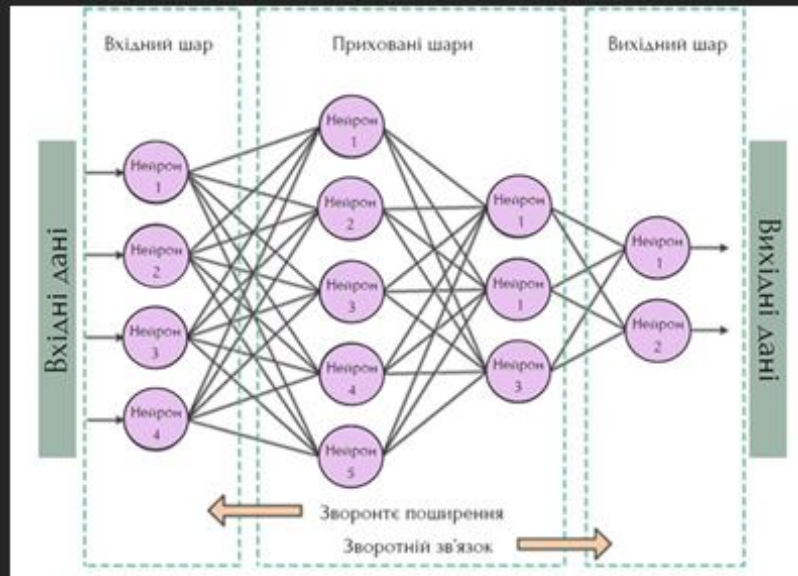 Вхідний шар
Приховані шари
Вихідний шар
Вхідні дані
Нейрон
1
Нейрон
2
Нейрон
3
Нейрон
4
Нейрон
1
Нейрон
2
Нейрон
3
Нейрон
4
Нейрон
5
Нейрон
1
Нейрон
1
Нейрон
3
Нейрон
1
Нейрон
2
Вихідні дані
Зворонтє поширення
Зворотній зв'язок